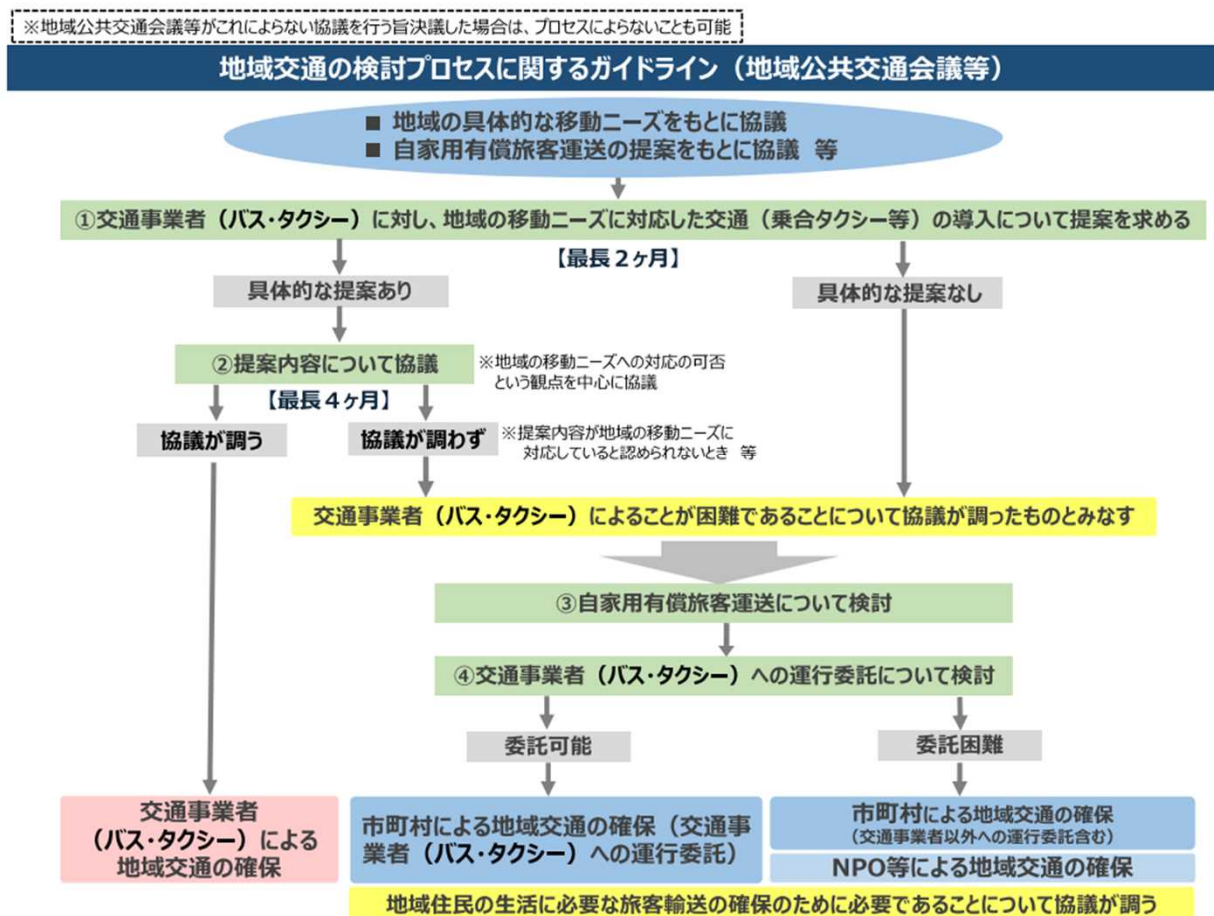 ※地域公共交通会議等がこれによらない協議を行う旨決議した場合は、プロセスによらないことも可能
地域交通の検討プロセスに関するガイドライン（地域公共交通会議等）
■ 地域の具体的な移動ニーズをもとに協議
■ 自家用有償旅客運送の提案をもとに協議 等
①交通事業者（バス・タクシー）に対し、地域の移動ニーズに対応した交通（乗合タクシー等）の導入について提案を求める
【最長２ヶ月】
具体的な提案あり
具体的な提案なし
②提案内容について協議
※地域の移動ニーズへの対応の可否
という観点を中心に協議
【最長４ヶ月】
協議が調う
協議が調わず
※提案内容が地域の移動ニーズに
対応していると認められないとき 等
交通事業者（バス・タクシー）によることが困難であることについて協議が調ったものとみなす
③自家用有償旅客運送について検討
④交通事業者（バス・タクシー）への運行委託について検討
委託可能
委託困難
交通事業者
（バス・タクシー）による
地域交通の確保
市町村による地域交通の確保（交通事
業者（バス・タクシー）への運行委託）
市町村による地域交通の確保
（交通事業者以外への運行委託含む）
NPO等による地域交通の確保
地域住民の生活に必要な旅客輸送の確保のために必要であることについて協議が調う